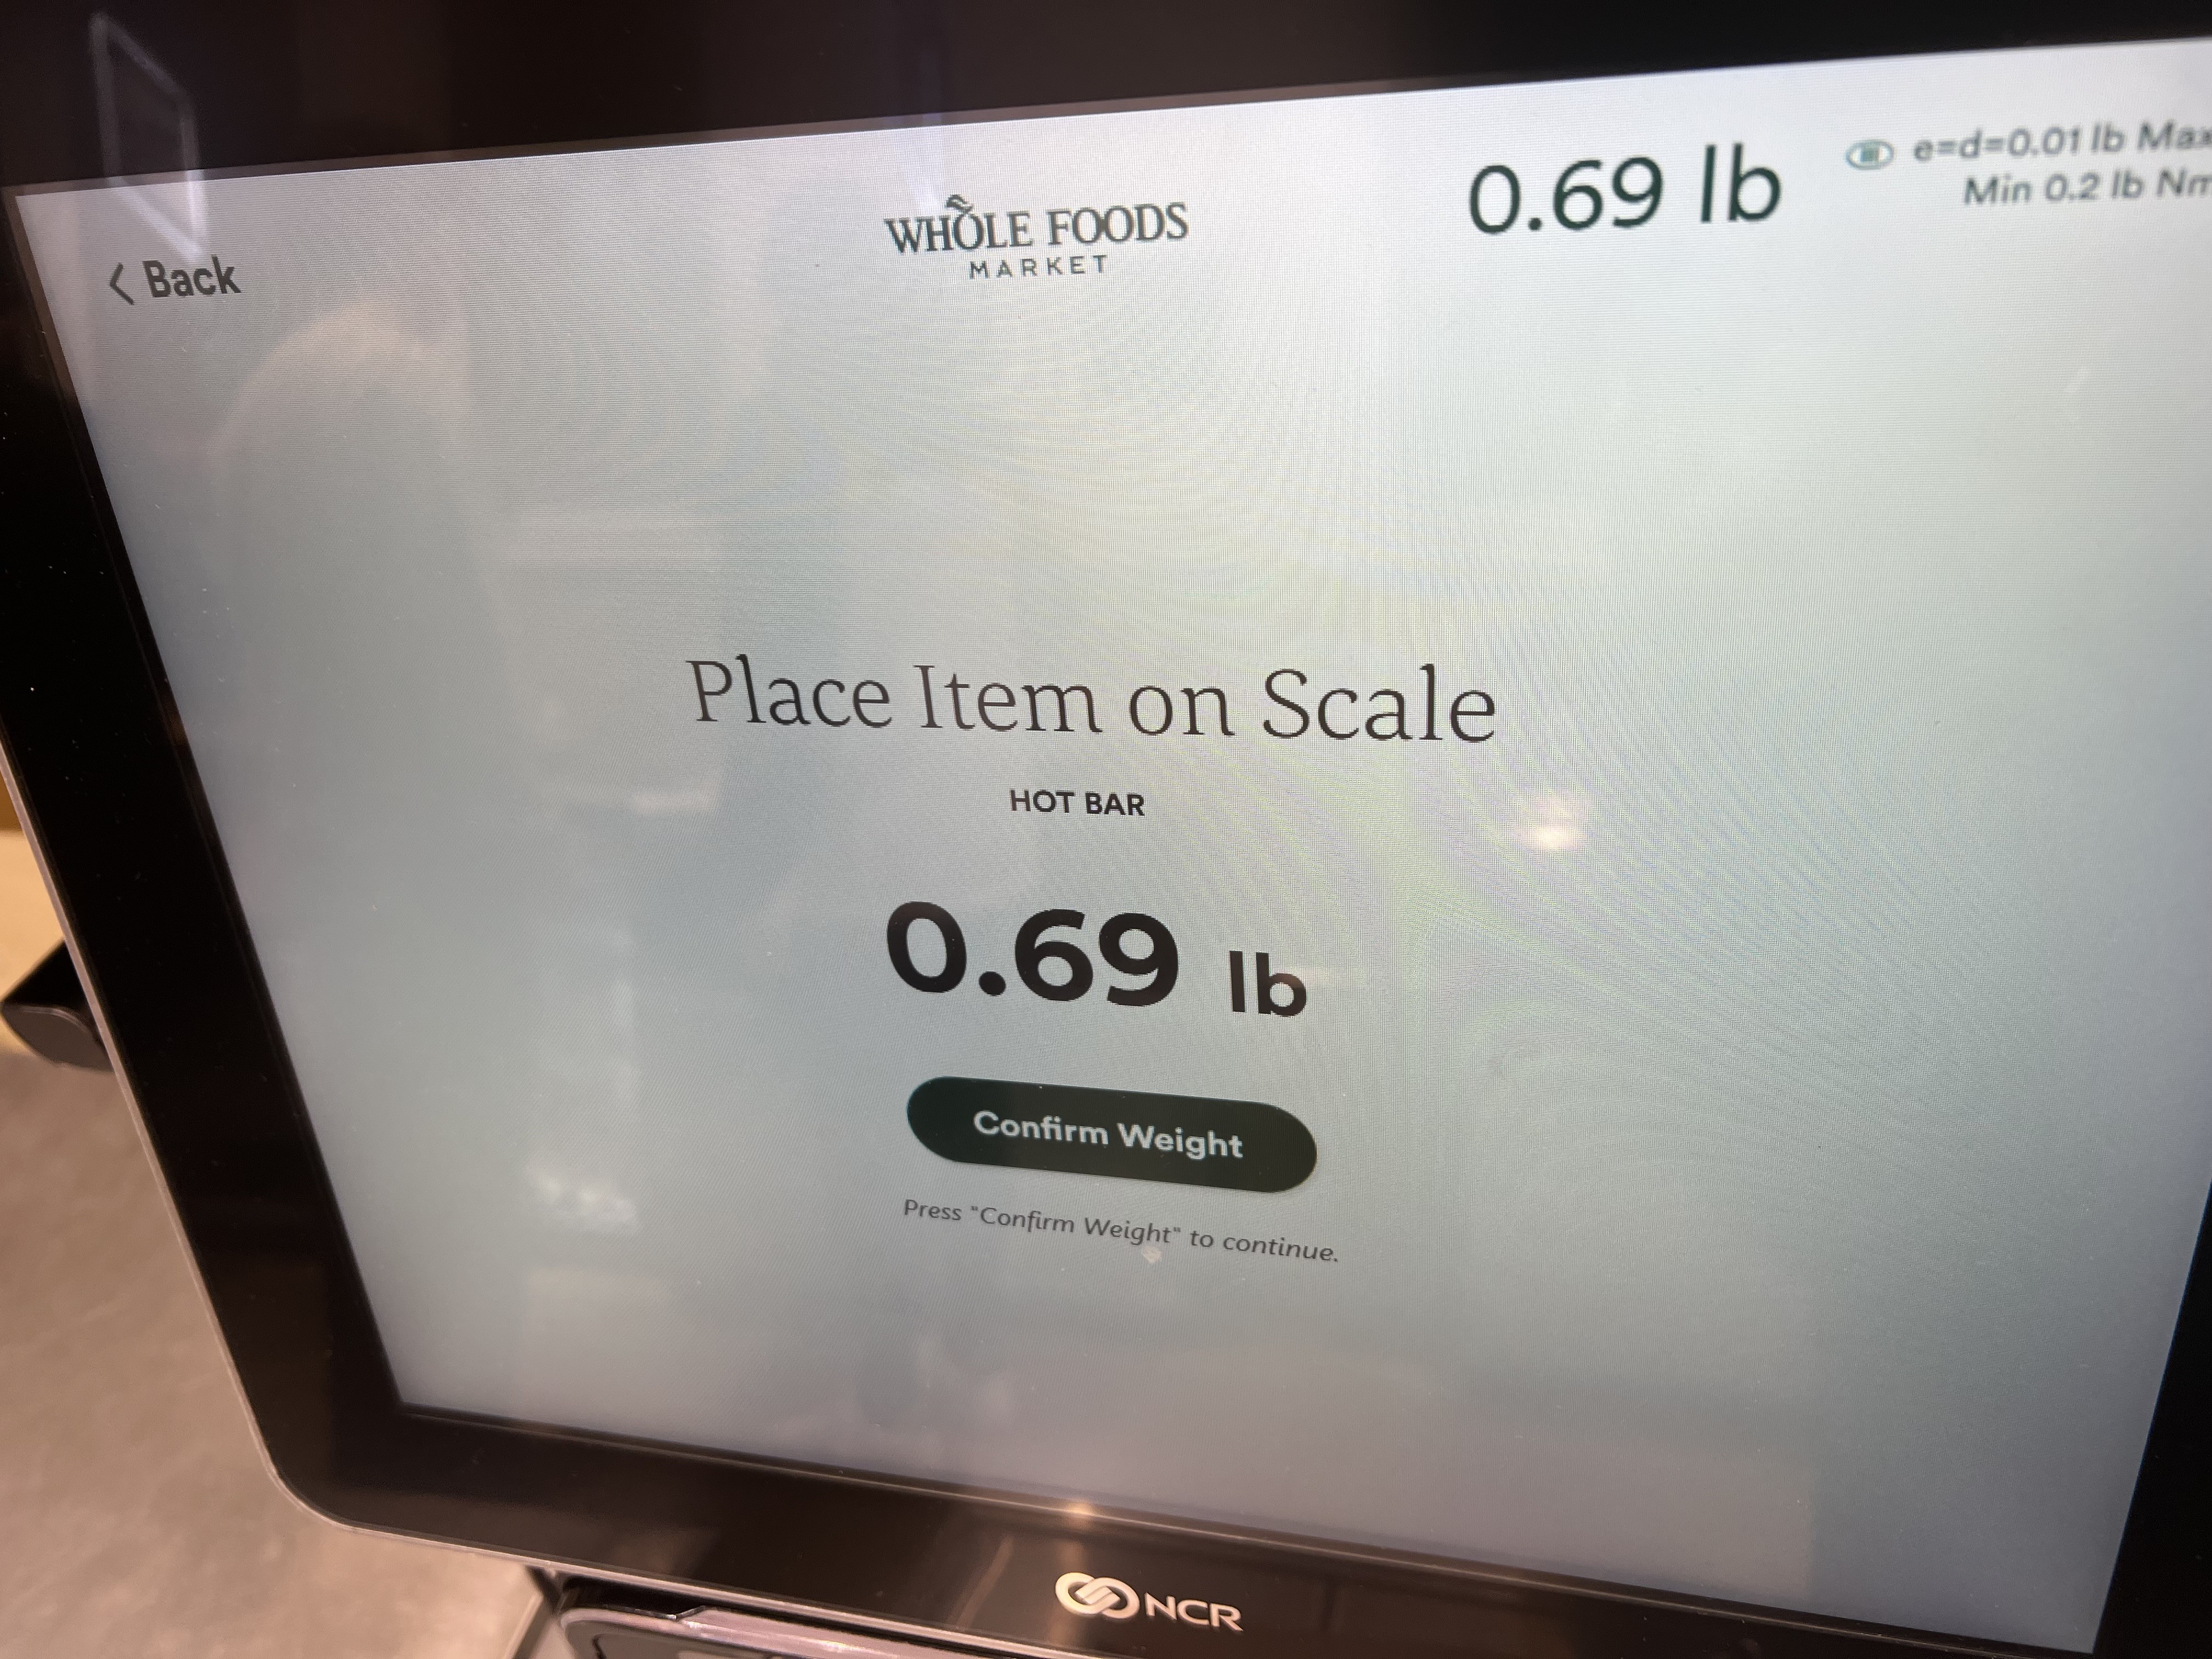 0.69 lb
e=d=0.01 lb Max
Min 0.2 lb
< Back
WHOLE FOODS
MARKET
Place Item on Scale
HOT BAR
0.69 lb
Confirm Weight
Press "Confirm Weight" to continue.
NCR